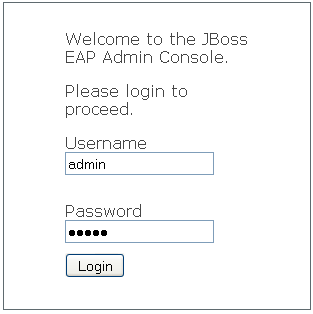 Welcome to the JBoss
EAP Admin Console.
Please login to
proceed.
Username
admin
Password
●●●●●
Login